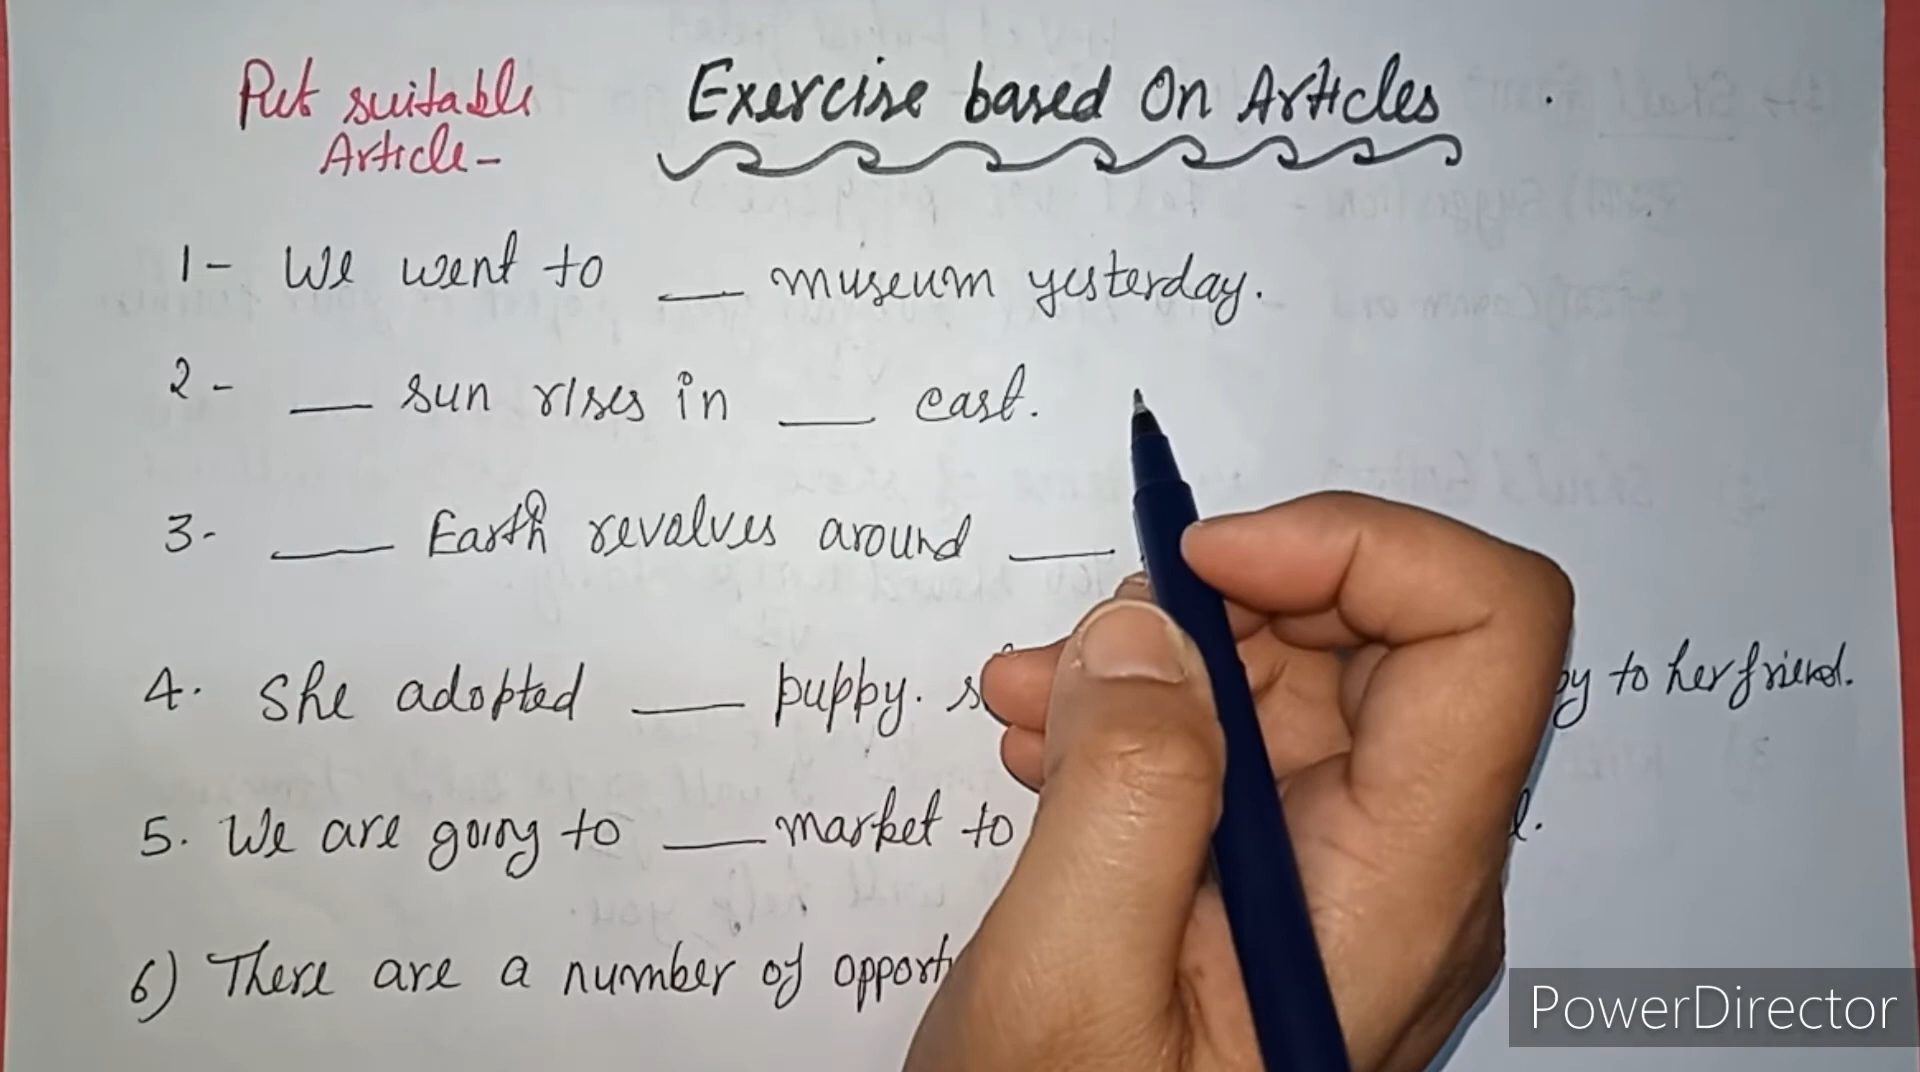 Put suitable
Article-
Exercise based On Articles
1- We went to ___ museum yesterday.
2- ___ sun rises in ___ east.
3- ___ Earth revolves around ___
4. She adopted ___ puppy. to her friend.
5. We are going to ___ market to
6) There are a number of
PowerDirector